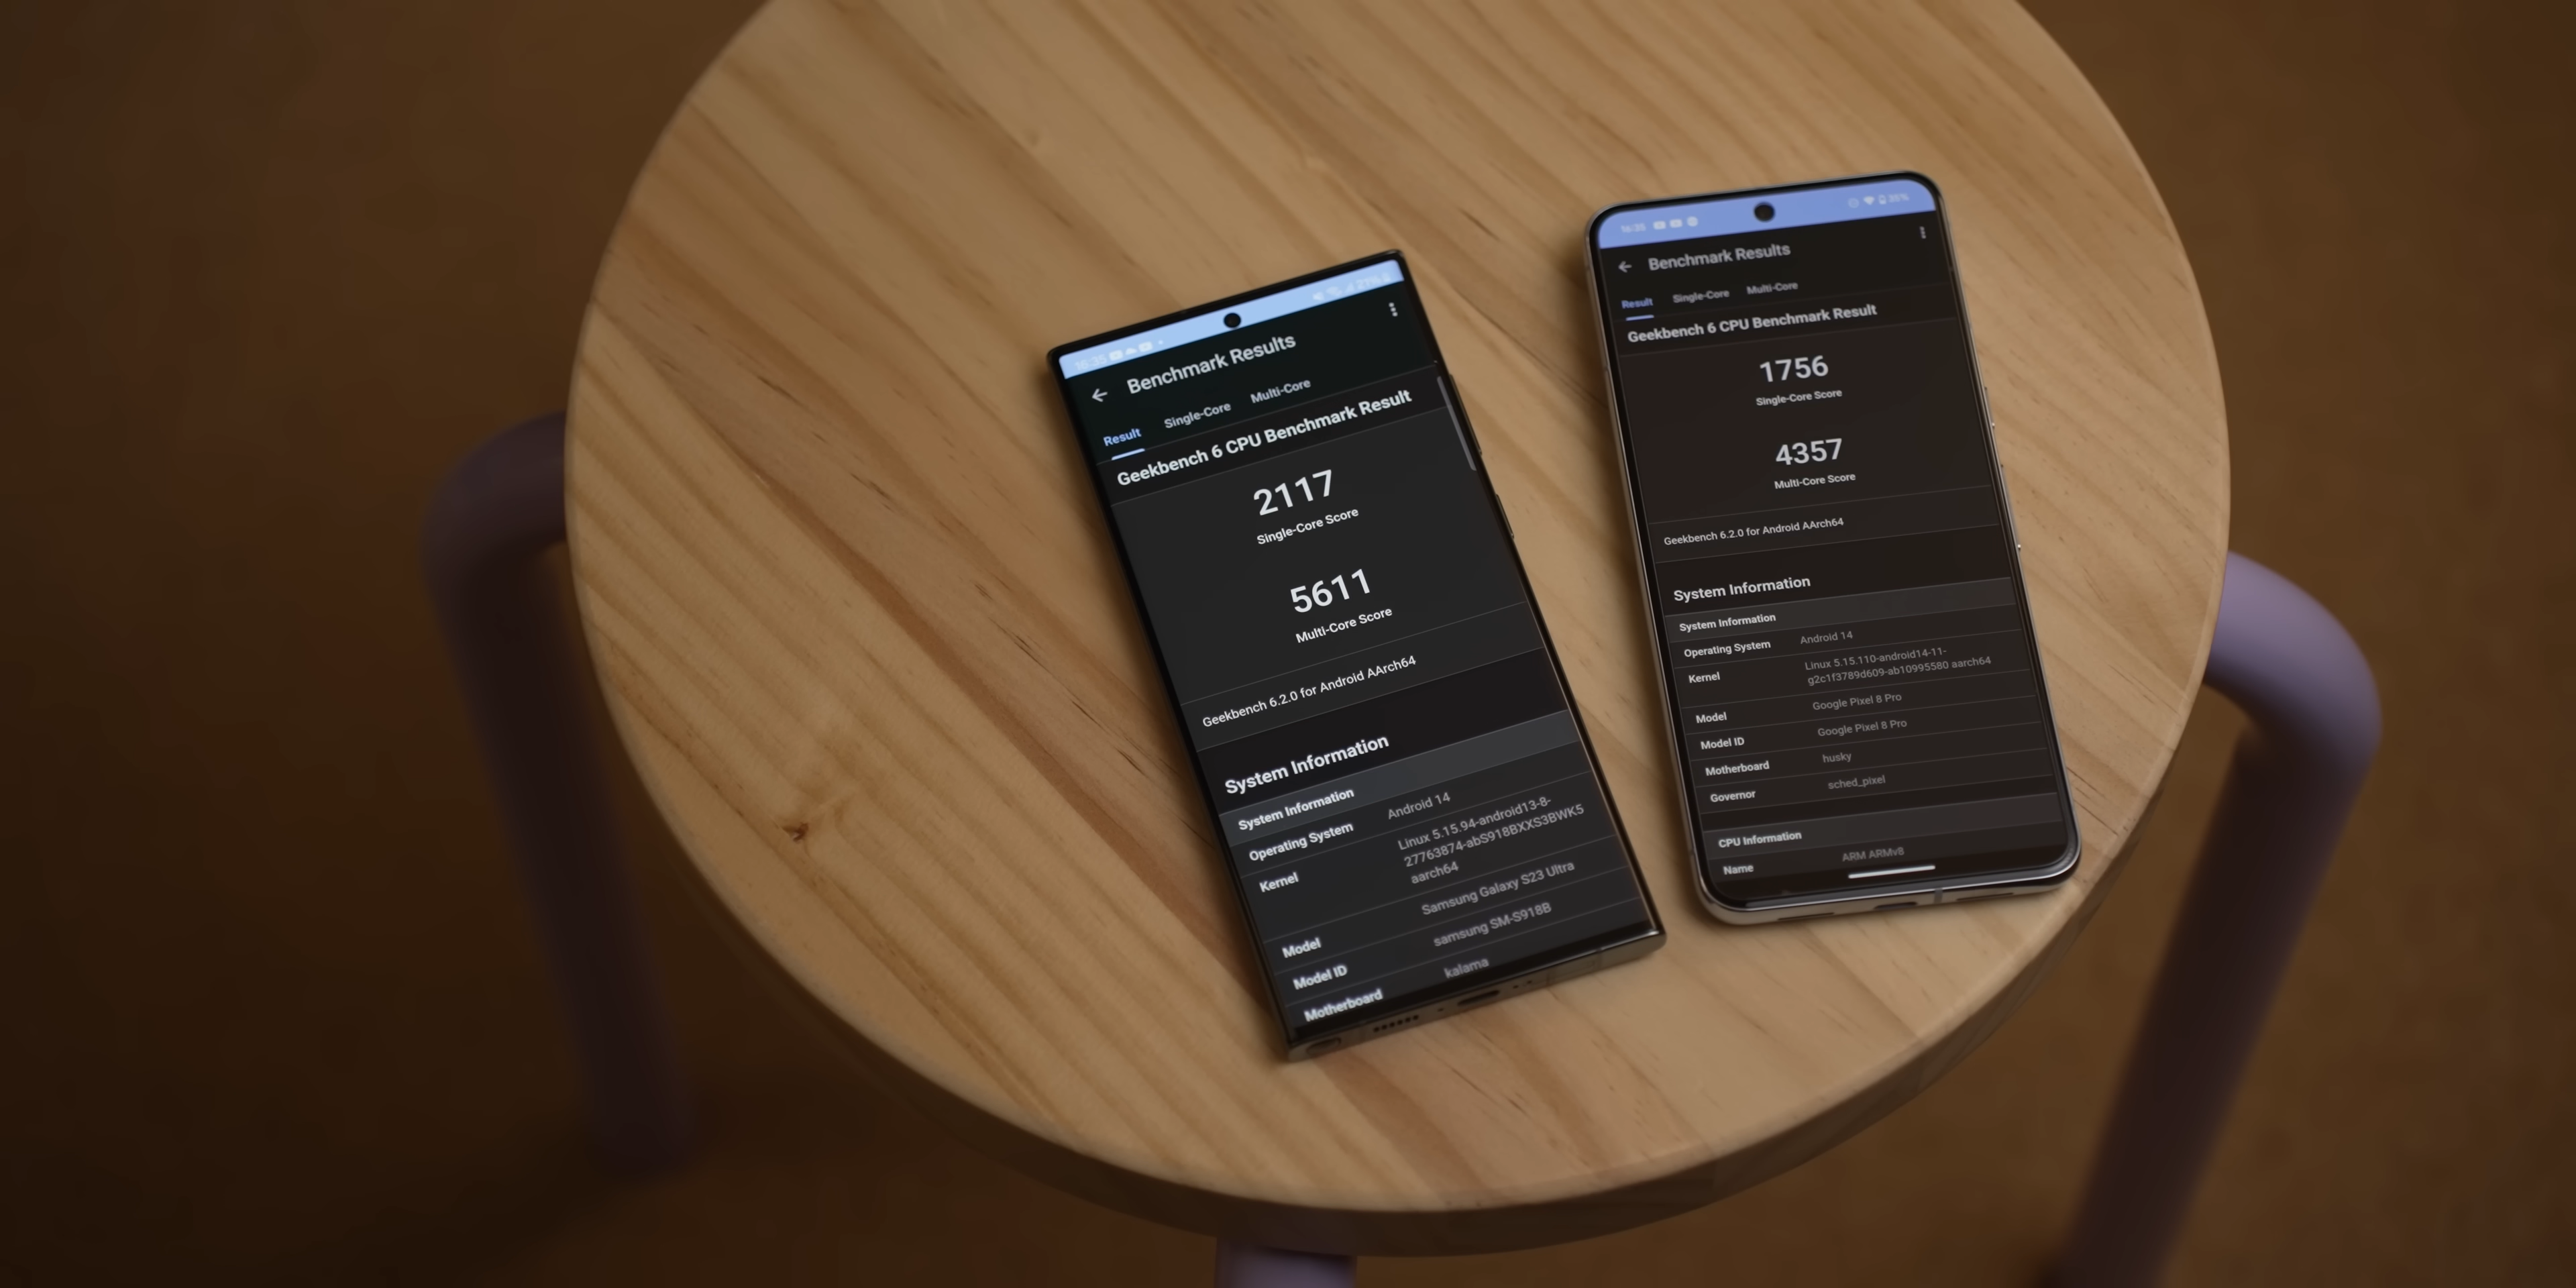 16:35
Benchmark Results
Result Single-Core Multi-Core
Geekbench 6 CPU Benchmark Result
2117
Single-Core Score
5611
Multi-Core Score
Geekbench 6.2.0 for Android AArch64
System Information
System Information
Operating System Android 14
Kernel Linux 5.15.94-android13-8-
27763874-abS918BXXS3BWK5
aarch64
Model Samsung Galaxy S23 Ultra
Model ID samsung SM-S918B
Motherboard kalama
16:35
Benchmark Results
Result Single-Core Multi-Core
Geekbench 6 CPU Benchmark Result
1756
Single-Core Score
4357
Multi-Core Score
Geekbench 6.2.0 for Android AArch64
System Information
System Information
Operating System Android 14
Kernel Linux 5.15.110-android14-11-
g2c1f3789d609-ab10995580 aarch64
Model Google Pixel 8 Pro
Model ID Google Pixel 8 Pro
Motherboard husky
Governor sched_pixel
CPU Information
Name ARM ARMv8